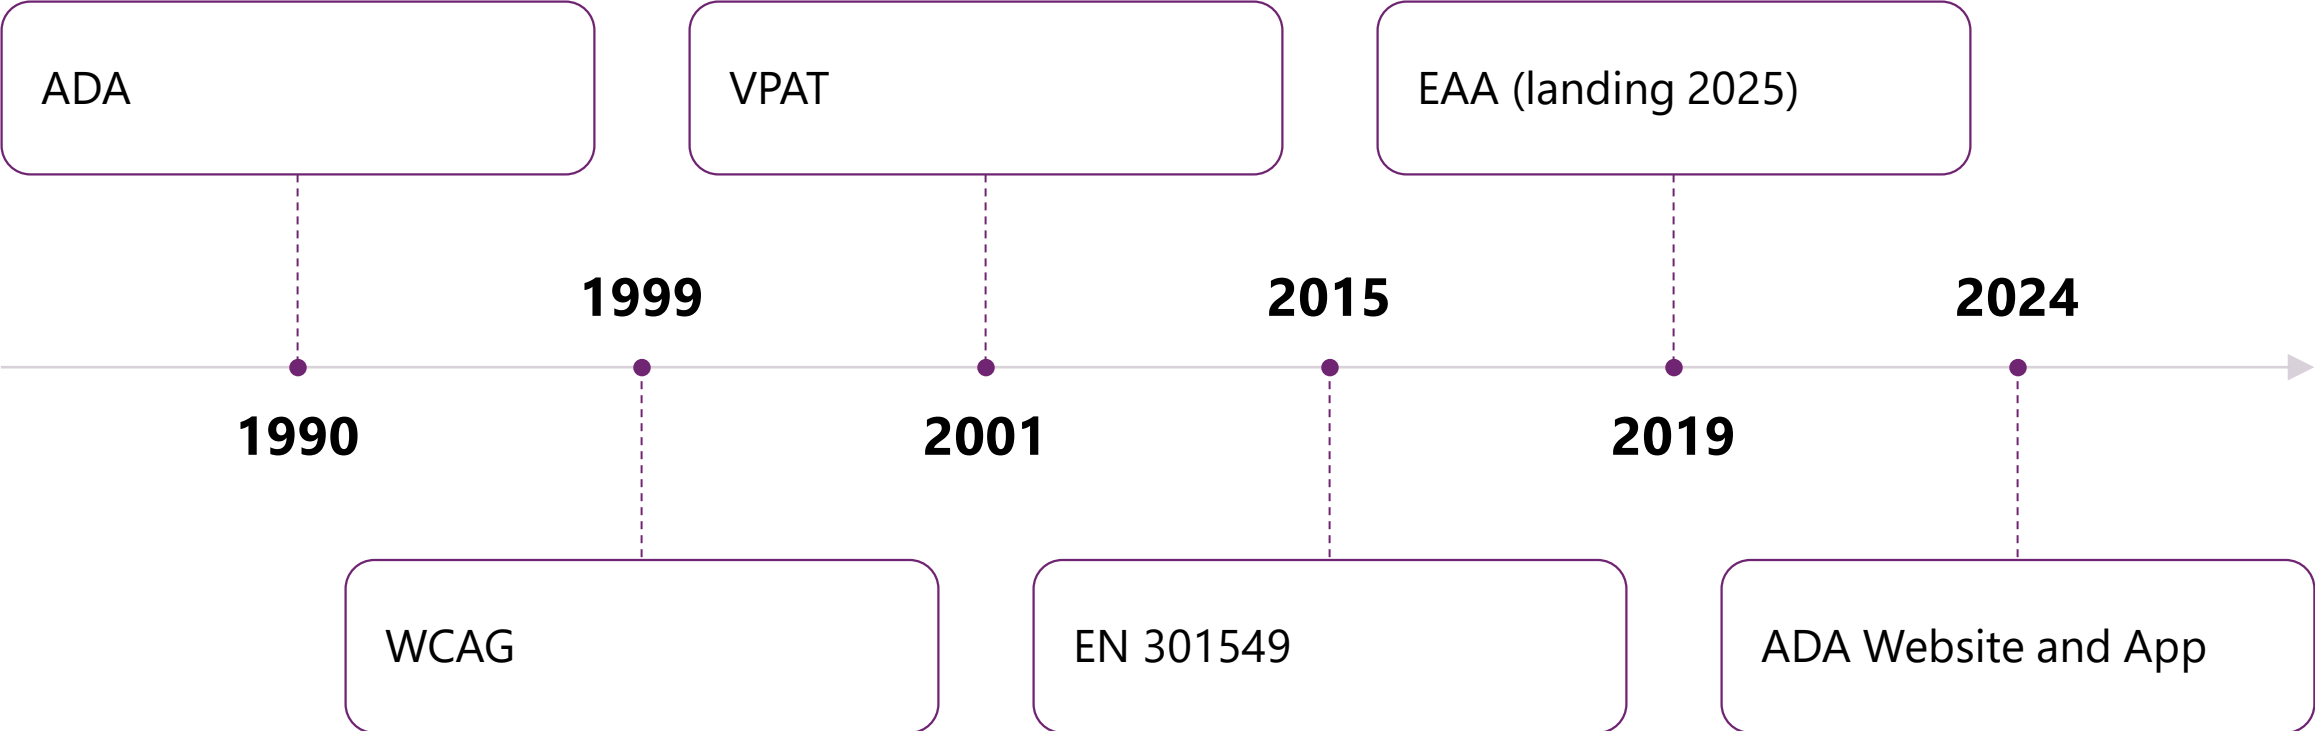 ADA
VPAT
EAA (landing 2025)
1999
2015
2024
1990
2001
2019
WCAG
EN 301549
ADA Website and App